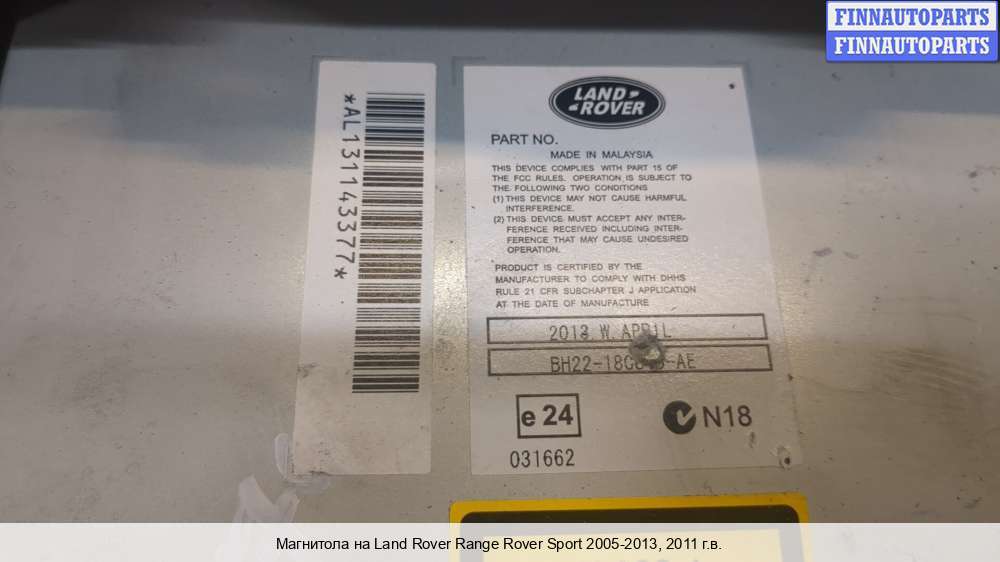 FINNAUTOPARTS
FINNAUTOPARTS
*AL1311143377*
LAND
ROVER
PART NO.
MADE IN MALAYSIA
THIS DEVICE COMPLIES WITH PART 15 OF
THE FCC RULES. OPERATION IS SUBJECT TO
THE FOLLOWING TWO CONDITIONS
(1) THIS DEVICE MAY NOT CAUSE HARMFUL
INTERFERENCE.
(2) THIS DEVICE MUST ACCEPT ANY INTER-
FERENCE RECEIVED INCLUDING INTER-
FERENCE THAT MAY CAUSE UNDESIRED
OPERATION.
PRODUCT IS CERTIFIED BY THE
MANUFACTURER TO COMPLY WITH DHHS
RULE 21 CFR SUBCHAPTER J APPLICATION
AT THE DATE OF MANUFACTURE
2013 W. APRIL
e 24
N18
031662
Магнитола на Land Rover Range Rover Sport 2005-2013, 2011 г.в.